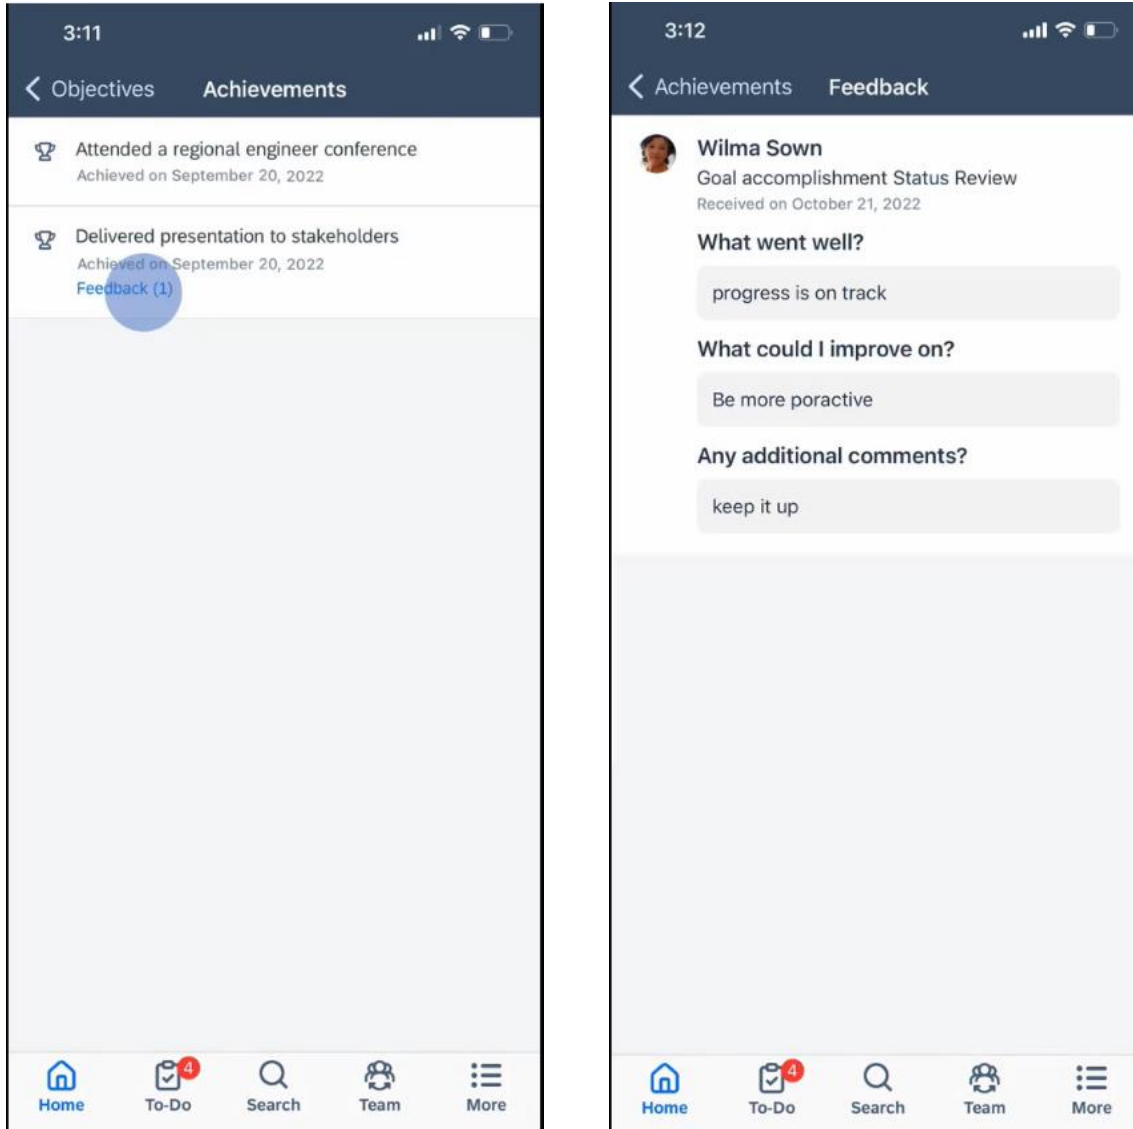 3:11
Objectives
Achievements
Attended a regional engineer conference
Achieved on September 20, 2022
Delivered presentation to stakeholders
Achieved on September 20, 2022
Feedback (1)
4
Home
To-Do
Search
Team
More
3:12
Achievements
Feedback
Wilma Sown
Goal accomplishment Status Review
Received on October 21, 2022
What went well?
progress is on track
What could I improve on?
Be more poractive
Any additional comments?
keep it up
4
Home
To-Do
Search
Team
More